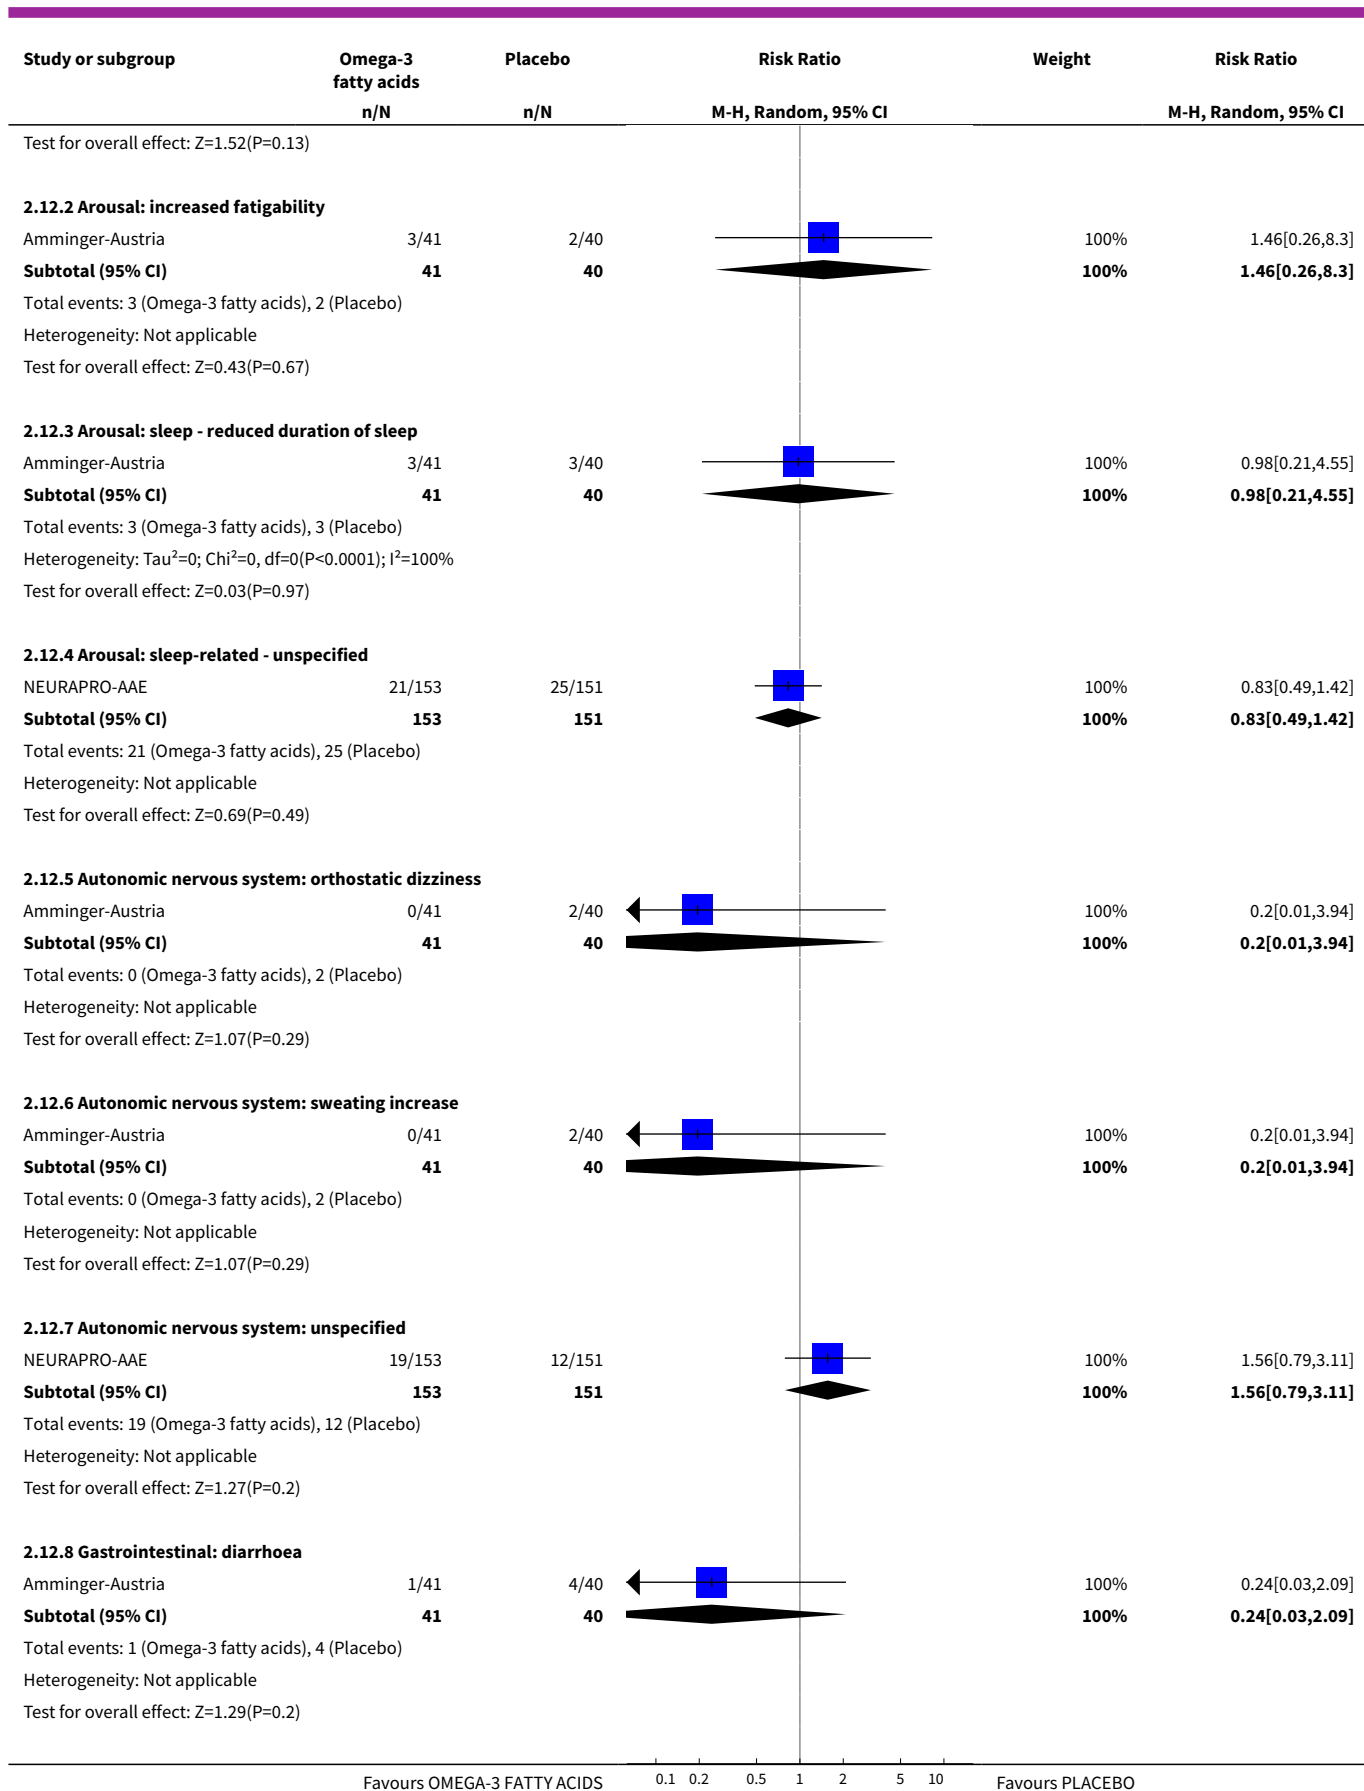 Study or subgroup Omega-3 fatty acids Placebo Risk Ratio Weight Risk Ratio
n/N n/N M-H, Random, 95% CI M-H, Random, 95% CI
Test for overall effect: Z=1.52(P=0.13)
2.12.2 Arousal: increased fatigability
Amminger-Austria 3/41 2/40 100% 1.46[0.26,8.3]
Subtotal (95% CI) 41 40 100% 1.46[0.26,8.3]
Total events: 3 (Omega-3 fatty acids), 2 (Placebo)
Heterogeneity: Not applicable
Test for overall effect: Z=0.43(P=0.67)
2.12.3 Arousal: sleep - reduced duration of sleep
Amminger-Austria 3/41 3/40 100% 0.98[0.21,4.55]
Subtotal (95% CI) 41 40 100% 0.98[0.21,4.55]
Total events: 3 (Omega-3 fatty acids), 3 (Placebo)
Heterogeneity: Tau²=0; Chi²=0, df=0(P<0.0001); I²=100%
Test for overall effect: Z=0.03(P=0.97)
2.12.4 Arousal: sleep-related - unspecified
NEURAPRO-AAE 21/153 25/151 100% 0.83[0.49,1.42]
Subtotal (95% CI) 153 151 100% 0.83[0.49,1.42]
Total events: 21 (Omega-3 fatty acids), 25 (Placebo)
Heterogeneity: Not applicable
Test for overall effect: Z=0.69(P=0.49)
2.12.5 Autonomic nervous system: orthostatic dizziness
Amminger-Austria 0/41 2/40 100% 0.2[0.01,3.94]
Subtotal (95% CI) 41 40 100% 0.2[0.01,3.94]
Total events: 0 (Omega-3 fatty acids), 2 (Placebo)
Heterogeneity: Not applicable
Test for overall effect: Z=1.07(P=0.29)
2.12.6 Autonomic nervous system: sweating increase
Amminger-Austria 0/41 2/40 100% 0.2[0.01,3.94]
Subtotal (95% CI) 41 40 100% 0.2[0.01,3.94]
Total events: 0 (Omega-3 fatty acids), 2 (Placebo)
Heterogeneity: Not applicable
Test for overall effect: Z=1.07(P=0.29)
2.12.7 Autonomic nervous system: unspecified
NEURAPRO-AAE 19/153 12/151 100% 1.56[0.79,3.11]
Subtotal (95% CI) 153 151 100% 1.56[0.79,3.11]
Total events: 19 (Omega-3 fatty acids), 12 (Placebo)
Heterogeneity: Not applicable
Test for overall effect: Z=1.27(P=0.2)
2.12.8 Gastrointestinal: diarrhoea
Amminger-Austria 1/41 4/40 100% 0.24[0.03,2.09]
Subtotal (95% CI) 41 40 100% 0.24[0.03,2.09]
Total events: 1 (Omega-3 fatty acids), 4 (Placebo)
Heterogeneity: Not applicable
Test for overall effect: Z=1.29(P=0.2)
Favours OMEGA-3 FATTY ACIDS 0.1 0.2 0.5 1 2 5 10 Favours PLACEBO